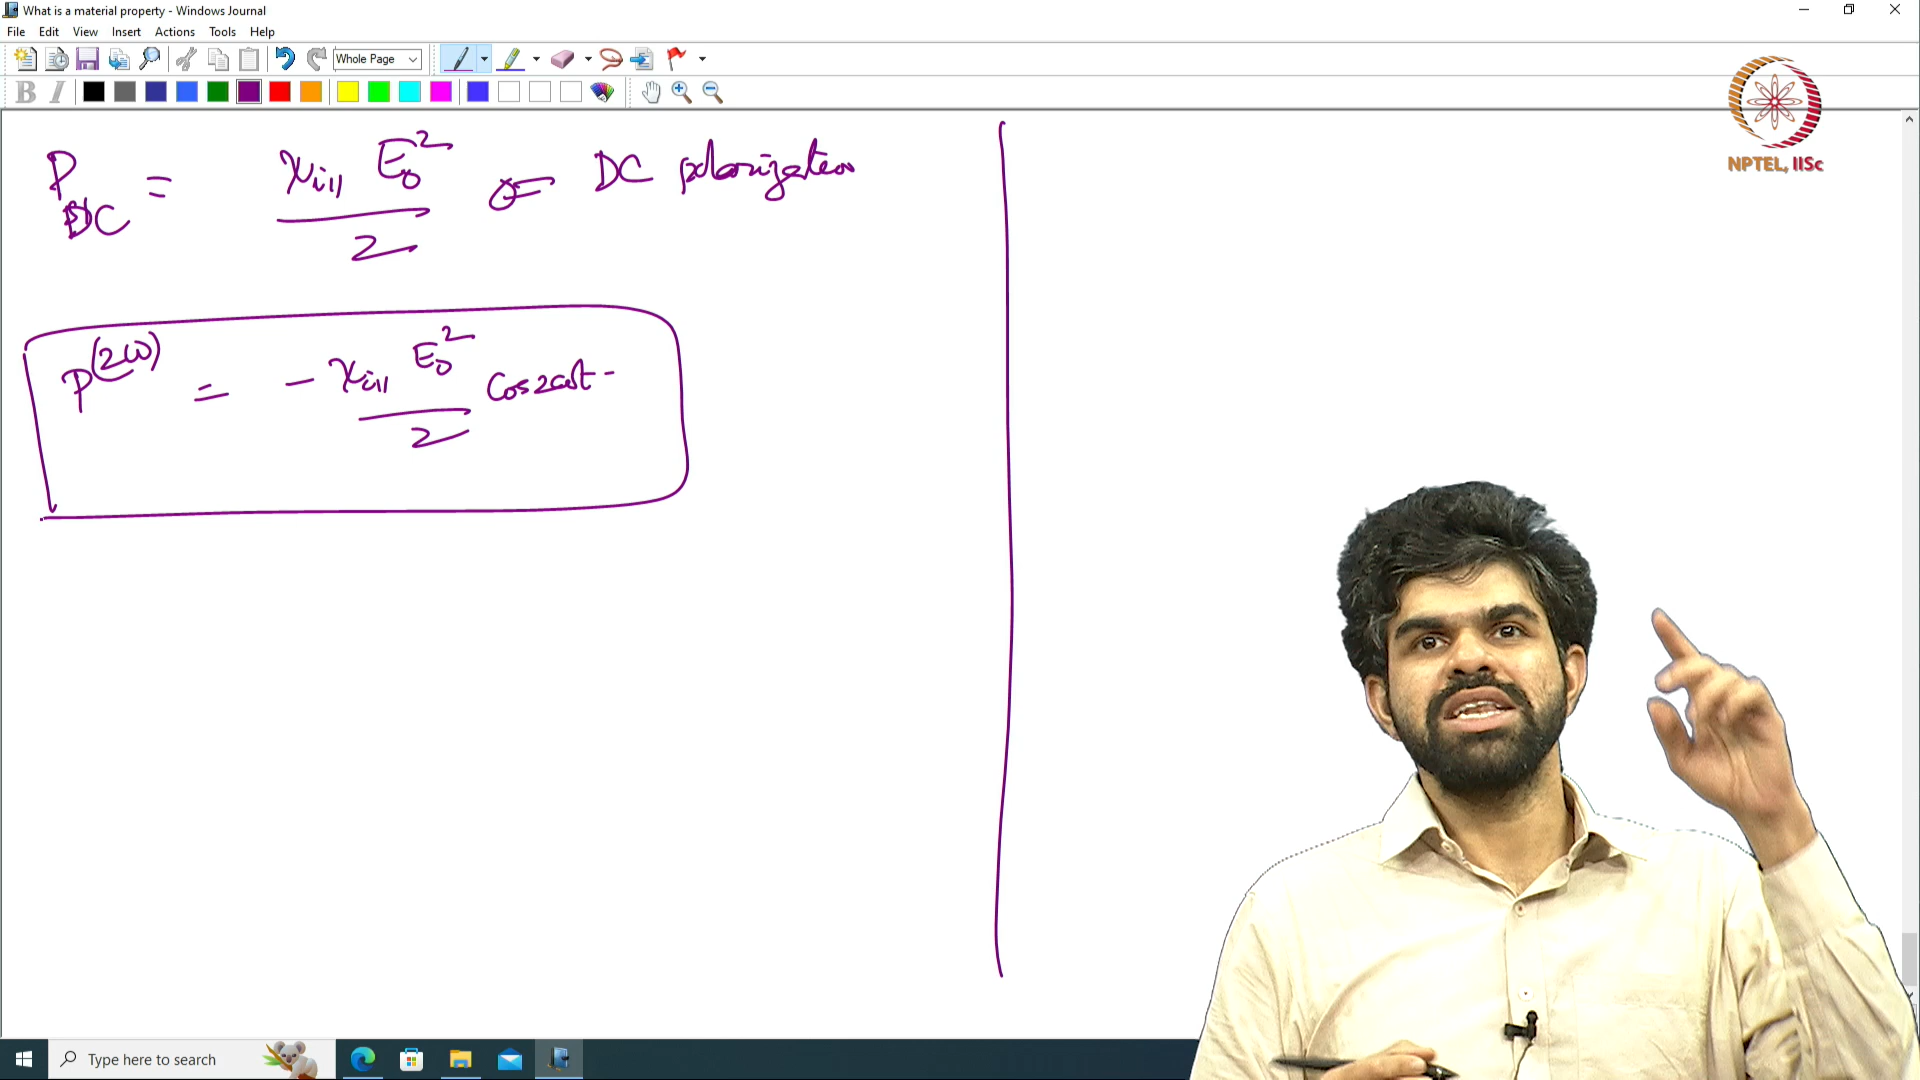 What is a material property - Windows Journal
File Edit View Insert Actions Tools Help
Whole Page
B I
NPTEL, IISc
P_DC = χ_i11 E_0^2 / 2 ⇐ DC polarization
P^(2ω) = - χ_i11 E_0^2 / 2 Cos2ωt
Type here to search